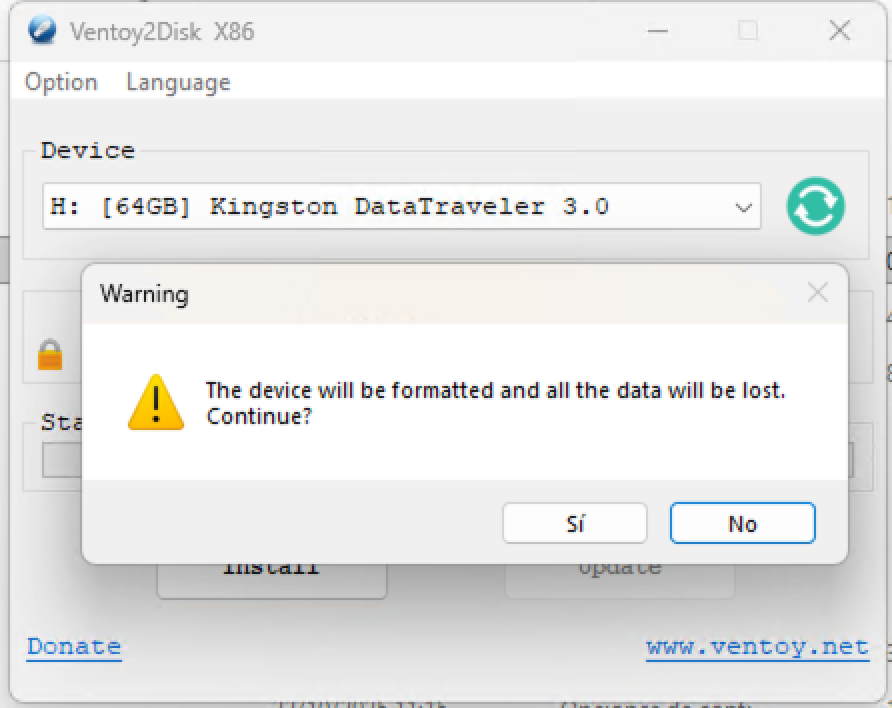 Ventoy2Disk X86
Option Language
Device
H: [64GB] Kingston DataTraveler 3.0
Warning
The device will be formatted and all the data will be lost.
Continue?
Sí No
Install Update
Donate www.ventoy.net